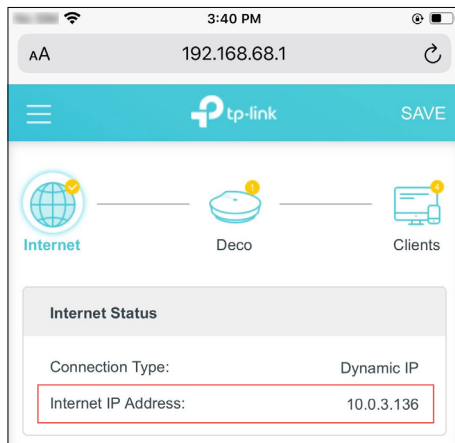 3:40 PM
AA 192.168.68.1
tp-link SAVE
1 4
Internet Deco Clients
Internet Status
Connection Type: Dynamic IP
Internet IP Address: 10.0.3.136